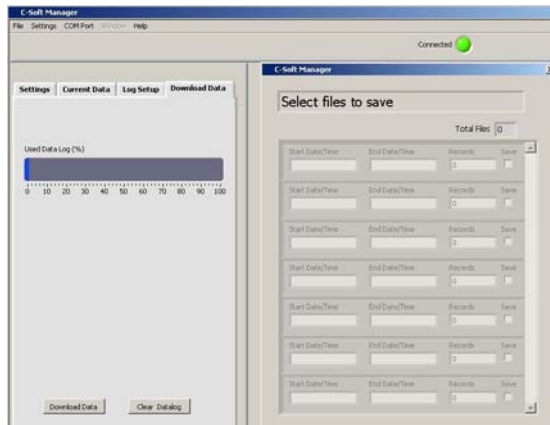 C-Soft Manager
File Settings COM Port Window Help
Connected
Settings Current Data Log Setup Download Data
Used Data Log (%)
0 10 20 30 40 50 60 70 80 90 100
Download Data Clear Datalog
C-Soft Manager
Select files to save
Total Files 0
Start Date/Time End Date/Time Records Save
0
Start Date/Time End Date/Time Records Save
0
Start Date/Time End Date/Time Records Save
0
Start Date/Time End Date/Time Records Save
0
Start Date/Time End Date/Time Records Save
0
Start Date/Time End Date/Time Records Save
0
Start Date/Time End Date/Time Records Save
0